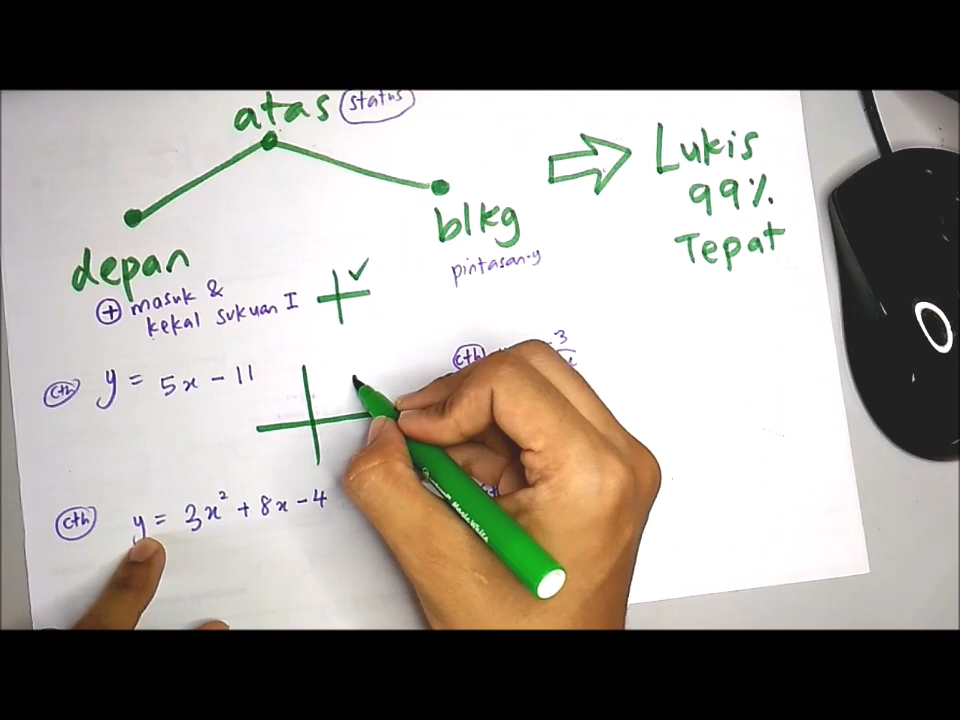 atas status
depan
blkg
pintasan-y
Lukis
99%
Tepat
+ masuk &
kekal sukuan I
cth y = 5x - 11
cth
-3
cth y = 3x² + 8x - 4